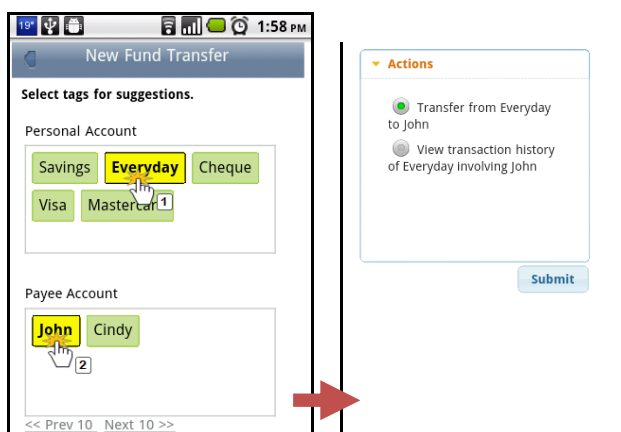 19° 1:58 PM
New Fund Transfer
Select tags for suggestions.
Personal Account
Savings Everyday Cheque
Visa Mastercar
1
Payee Account
John Cindy
2
<< Prev 10 Next 10 >>
Actions
Transfer from Everyday
to John
View transaction history
of Everyday involving John
Submit